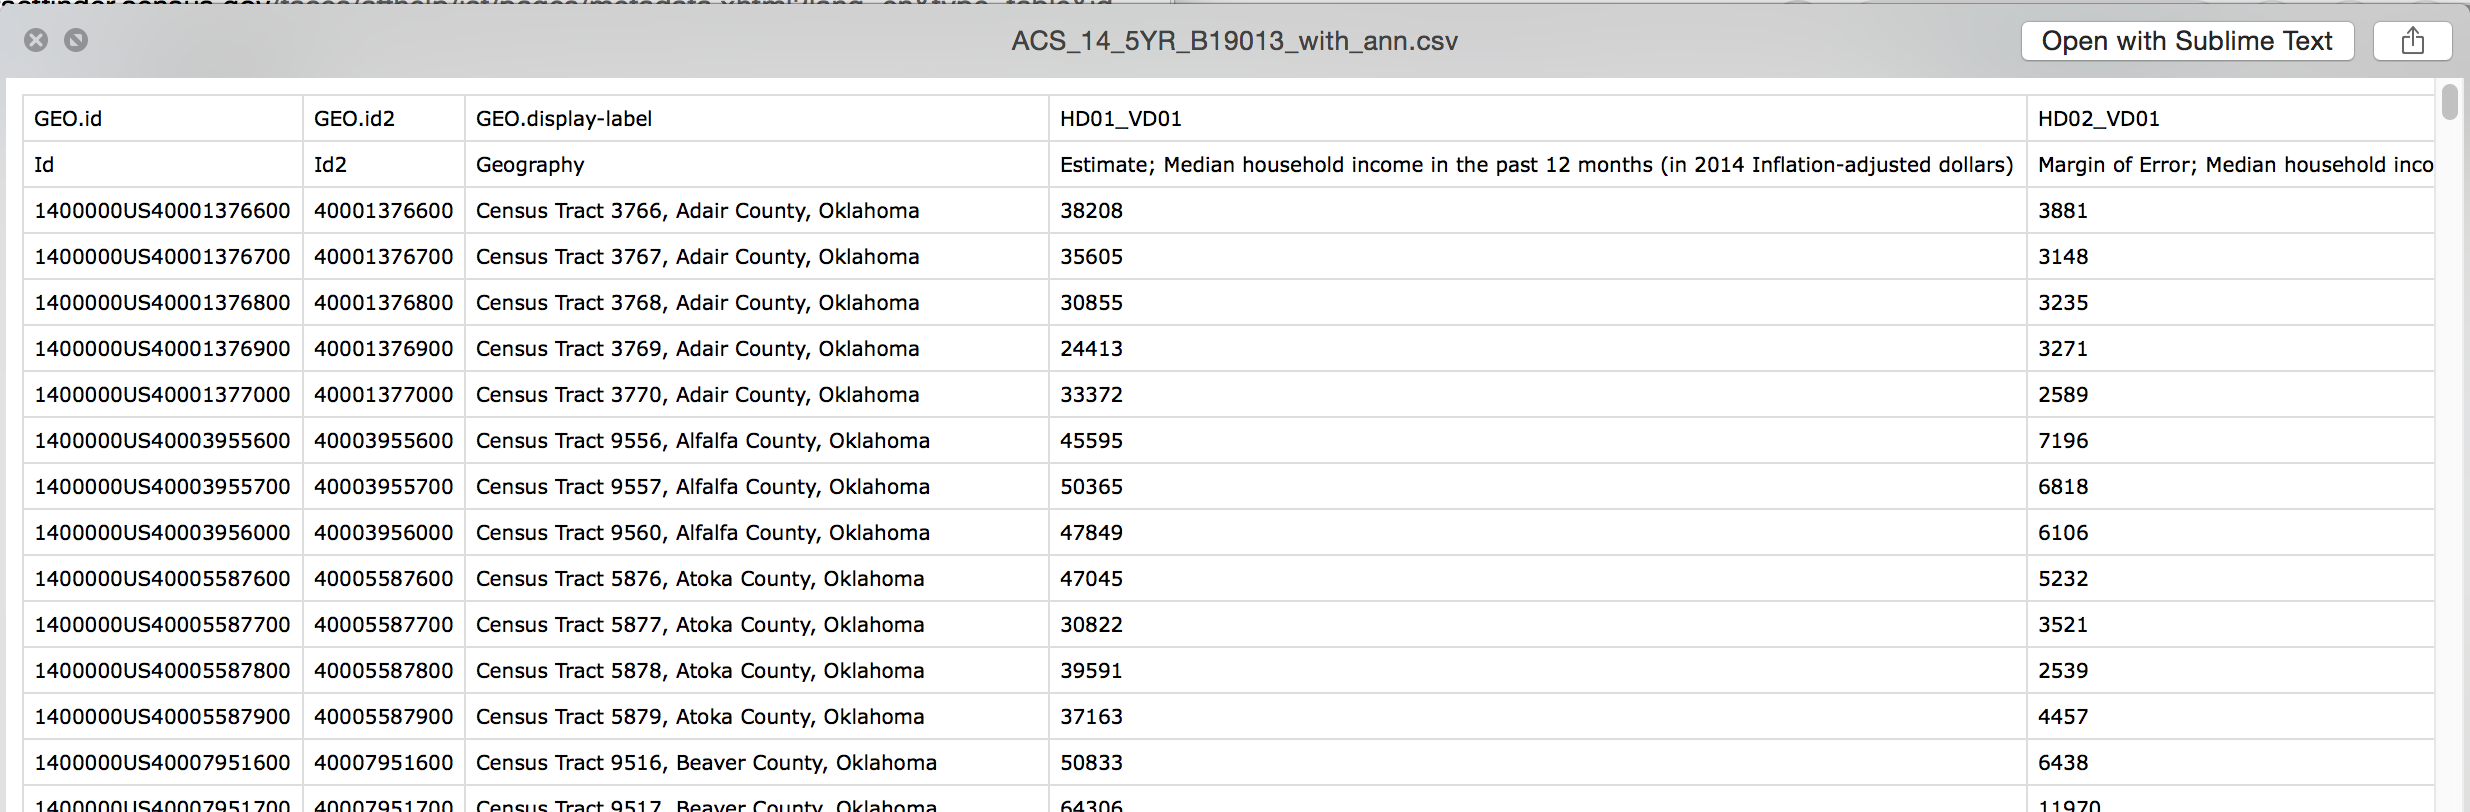 ACS_14_5YR_B19013_with_ann.csv Open with Sublime Text
GEO.id GEO.id2 GEO.display-label HD01_VD01 HD02_VD01
Id Id2 Geography Estimate; Median household income in the past 12 months (in 2014 Inflation-adjusted dollars) Margin of Error; Median household inco
1400000US40001376600 40001376600 Census Tract 3766, Adair County, Oklahoma 38208 3881
1400000US40001376700 40001376700 Census Tract 3767, Adair County, Oklahoma 35605 3148
1400000US40001376800 40001376800 Census Tract 3768, Adair County, Oklahoma 30855 3235
1400000US40001376900 40001376900 Census Tract 3769, Adair County, Oklahoma 24413 3271
1400000US40001377000 40001377000 Census Tract 3770, Adair County, Oklahoma 33372 2589
1400000US40003955600 40003955600 Census Tract 9556, Alfalfa County, Oklahoma 45595 7196
1400000US40003955700 40003955700 Census Tract 9557, Alfalfa County, Oklahoma 50365 6818
1400000US40003956000 40003956000 Census Tract 9560, Alfalfa County, Oklahoma 47849 6106
1400000US40005587600 40005587600 Census Tract 5876, Atoka County, Oklahoma 47045 5232
1400000US40005587700 40005587700 Census Tract 5877, Atoka County, Oklahoma 30822 3521
1400000US40005587800 40005587800 Census Tract 5878, Atoka County, Oklahoma 39591 2539
1400000US40005587900 40005587900 Census Tract 5879, Atoka County, Oklahoma 37163 4457
1400000US40007951600 40007951600 Census Tract 9516, Beaver County, Oklahoma 50833 6438
1400000US40007951700 40007951700 Census Tract 9517, Beaver County, Oklahoma 64306 11970